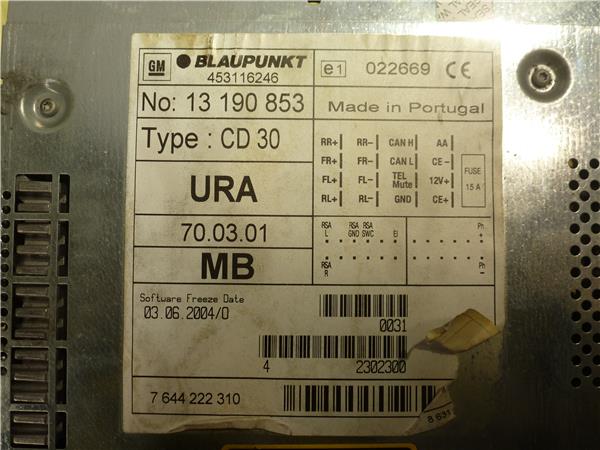 GM BLAUPUNKT
453116246
e1 022669 CE
No: 13 190 853
Made in Portugal
Type : CD 30
RR+ RR- CAN H AA
FR+ FR- CAN L CE-
FL+ FL- TEL Mute 12V+
RL+ RL- GND CE+
FUSE
15 A
URA
70.03.01
RSA L RSA GND RSA SWC EI Ph +
RSA R Ph -
MB
Software Freeze Date
03.06.2004/0
0031
4 2302300
7 644 222 310
8 631